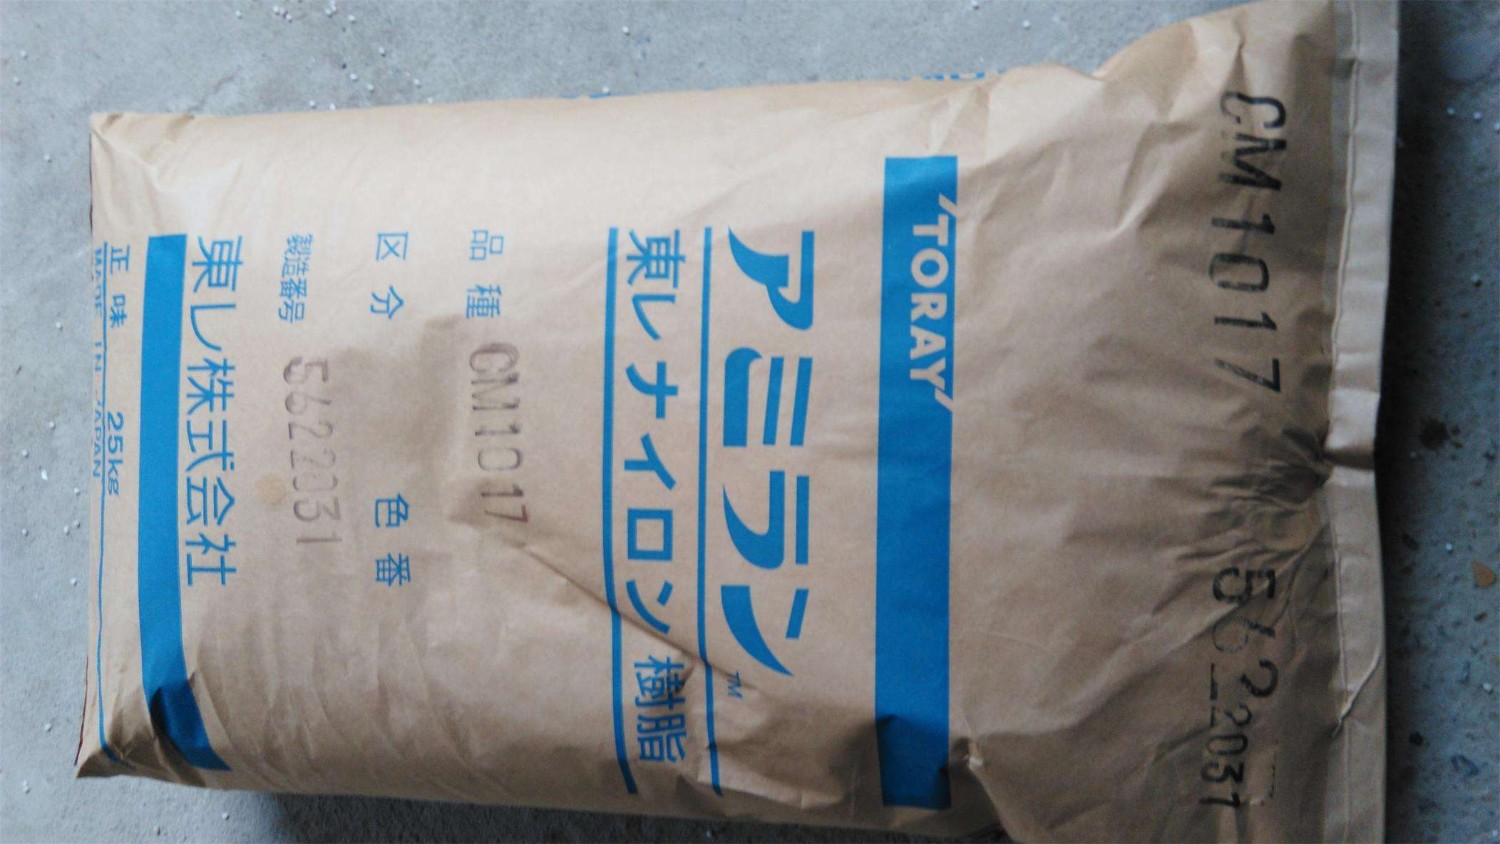 CM1017 5622031
TORAY
アミラン™
東レナイロン樹脂
品種 CM1017
区分 色番
製造番号 5622031
東レ株式会社
正味 25kg
MADE IN JAPAN